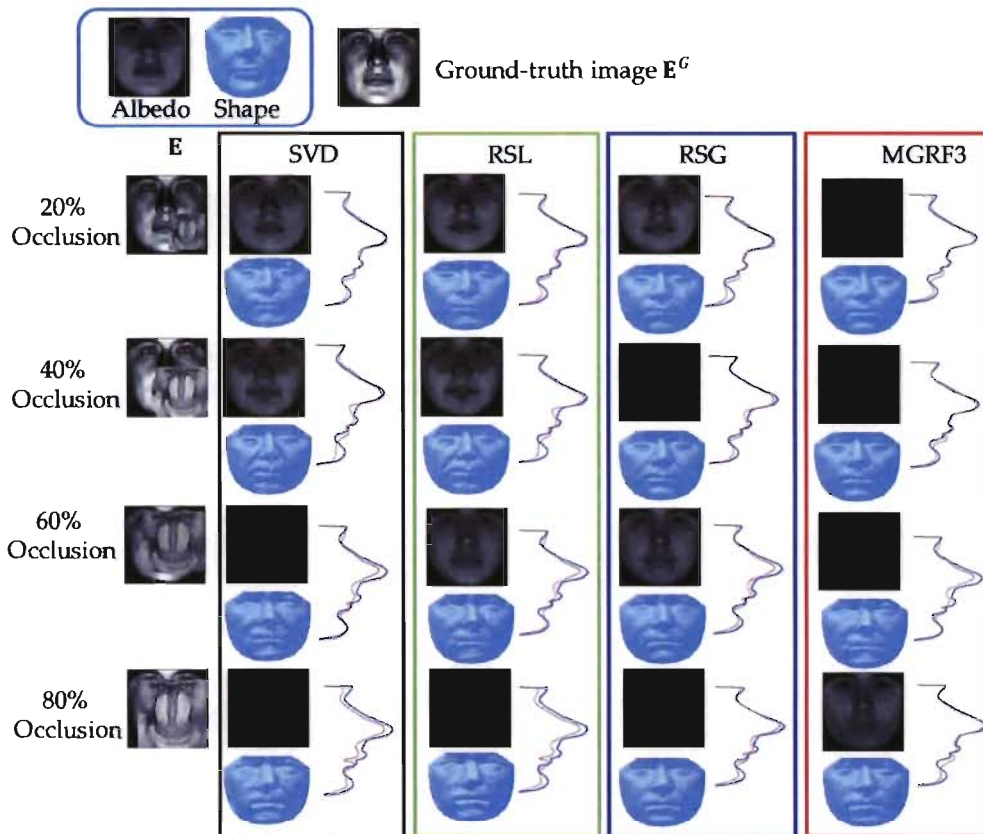 Albedo Shape
Ground-truth image E^G
E
SVD
RSL
RSG
MGRF3
20%
Occlusion
40%
Occlusion
60%
Occlusion
80%
Occlusion